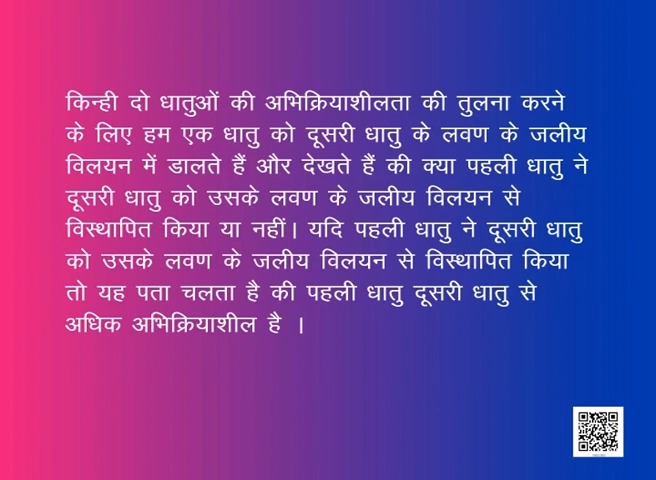 किन्ही दो धातुओं की अभिक्रियाशीलता की तुलना करने
के लिए हम एक धातु को दूसरी धातु के लवण के जलीय
विलयन में डालते हैं और देखते हैं की क्या पहली धातु ने
दूसरी धातु को उसके लवण के जलीय विलयन से
विस्थापित किया या नहीं। यदि पहली धातु ने दूसरी धातु
को उसके लवण के जलीय विलयन से विस्थापित किया
तो यह पता चलता है की पहली धातु दूसरी धातु से
अधिक अभिक्रियाशील है ।